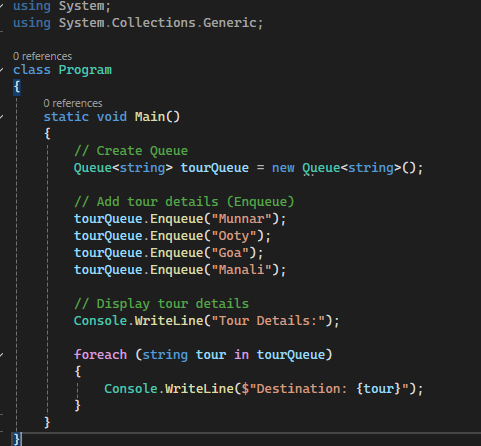 using System;
using System.Collections.Generic;
0 references
class Program
{
0 references
static void Main()
{
// Create Queue
Queue<string> tourQueue = new Queue<string>();
// Add tour details (Enqueue)
tourQueue.Enqueue("Munnar");
tourQueue.Enqueue("Ooty");
tourQueue.Enqueue("Goa");
tourQueue.Enqueue("Manali");
// Display tour details
Console.WriteLine("Tour Details:");
foreach (string tour in tourQueue)
{
Console.WriteLine($"Destination: {tour}");
}
}
}